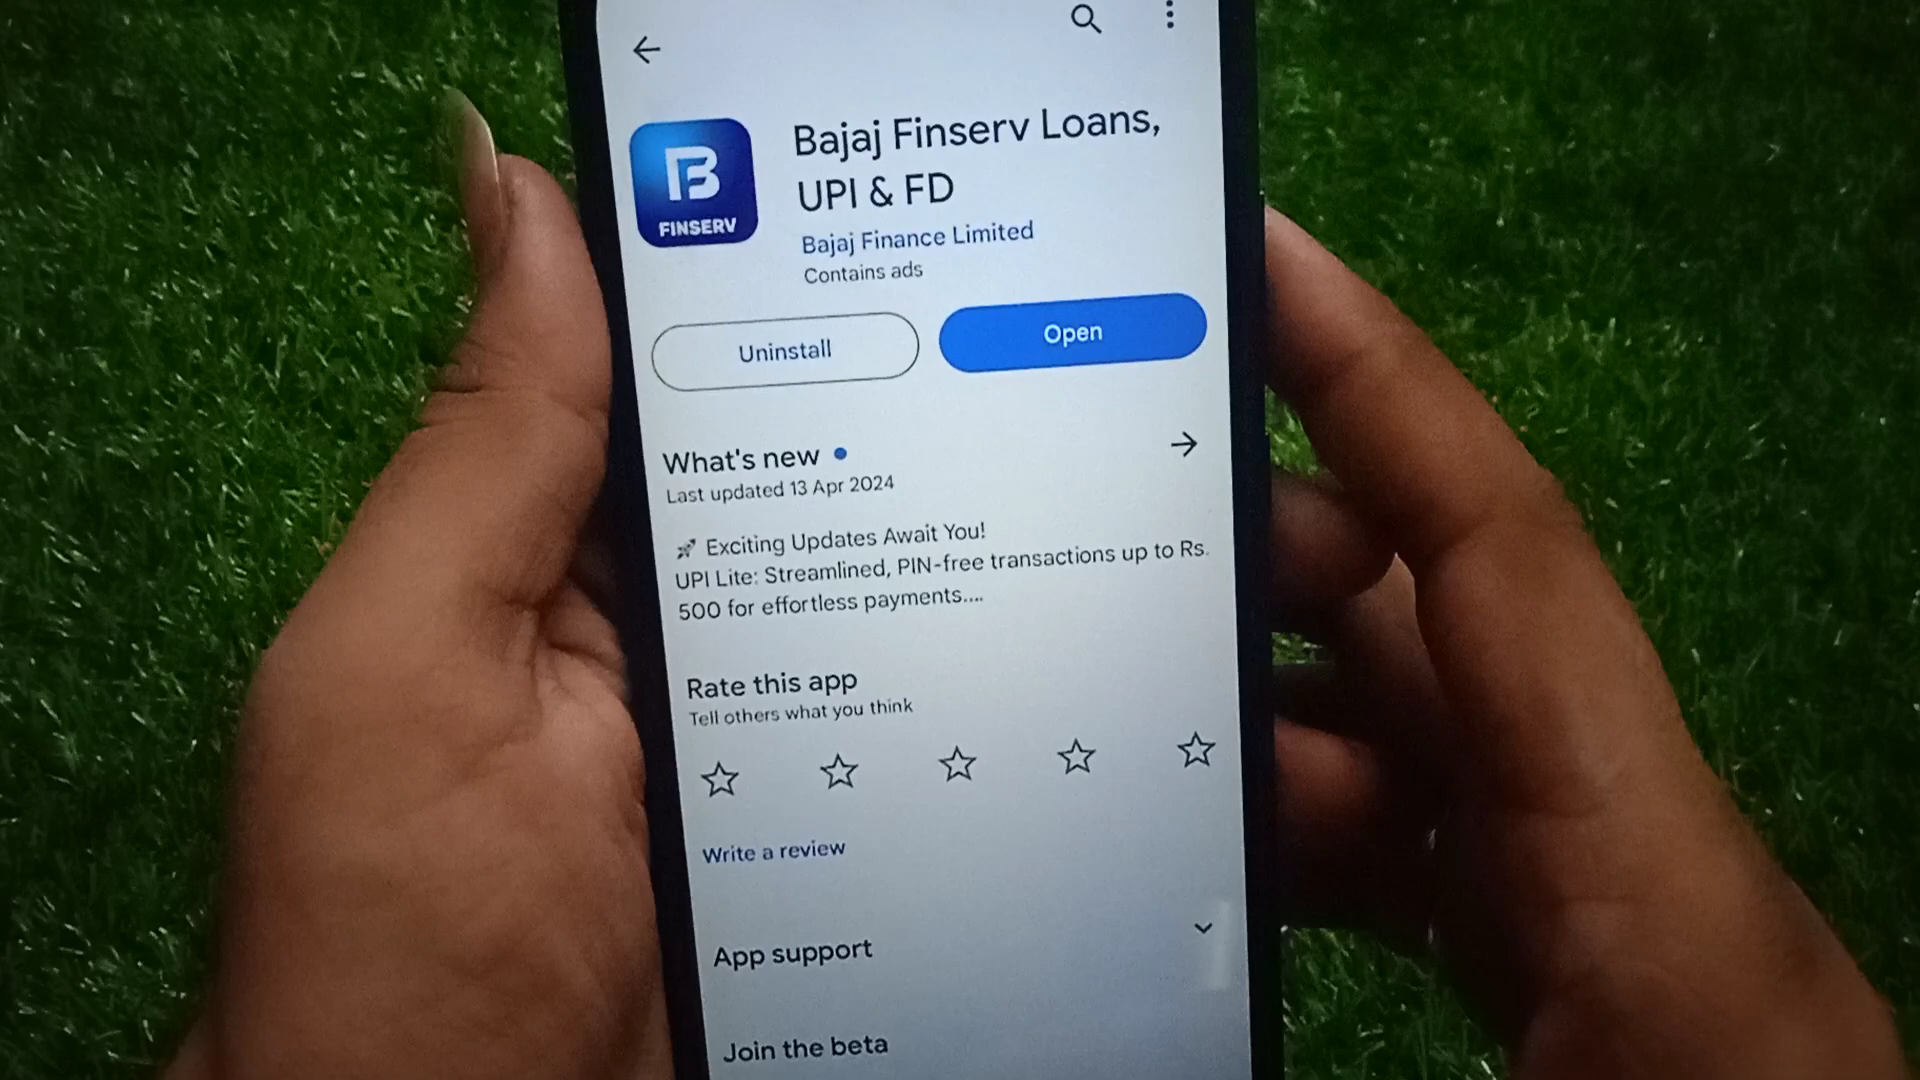 Bajaj Finserv Loans,
UPI & FD
FINSERV
Bajaj Finance Limited
Contains ads
Uninstall
Open
What's new
Last updated 13 Apr 2024
🚀 Exciting Updates Await You!
UPI Lite: Streamlined, PIN-free transactions up to Rs.
500 for effortless payments....
Rate this app
Tell others what you think
Write a review
App support
Join the beta